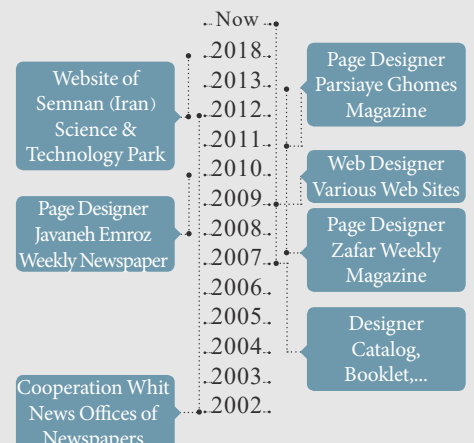 Now
2018
2013
2012
2011
2010
2009
2008
2007
2006
2005
2004
2003
2002
Website of
Semnan (Iran)
Science &
Technology Park
Page Designer
Javaneh Emroz
Weekly Newspaper
Cooperation Whit
News Offices of
Newspapers
Page Designer
Parsiaye Ghomes
Magazine
Web Designer
Various Web Sites
Page Designer
Zafar Weekly
Magazine
Designer
Catalog,
Booklet,...